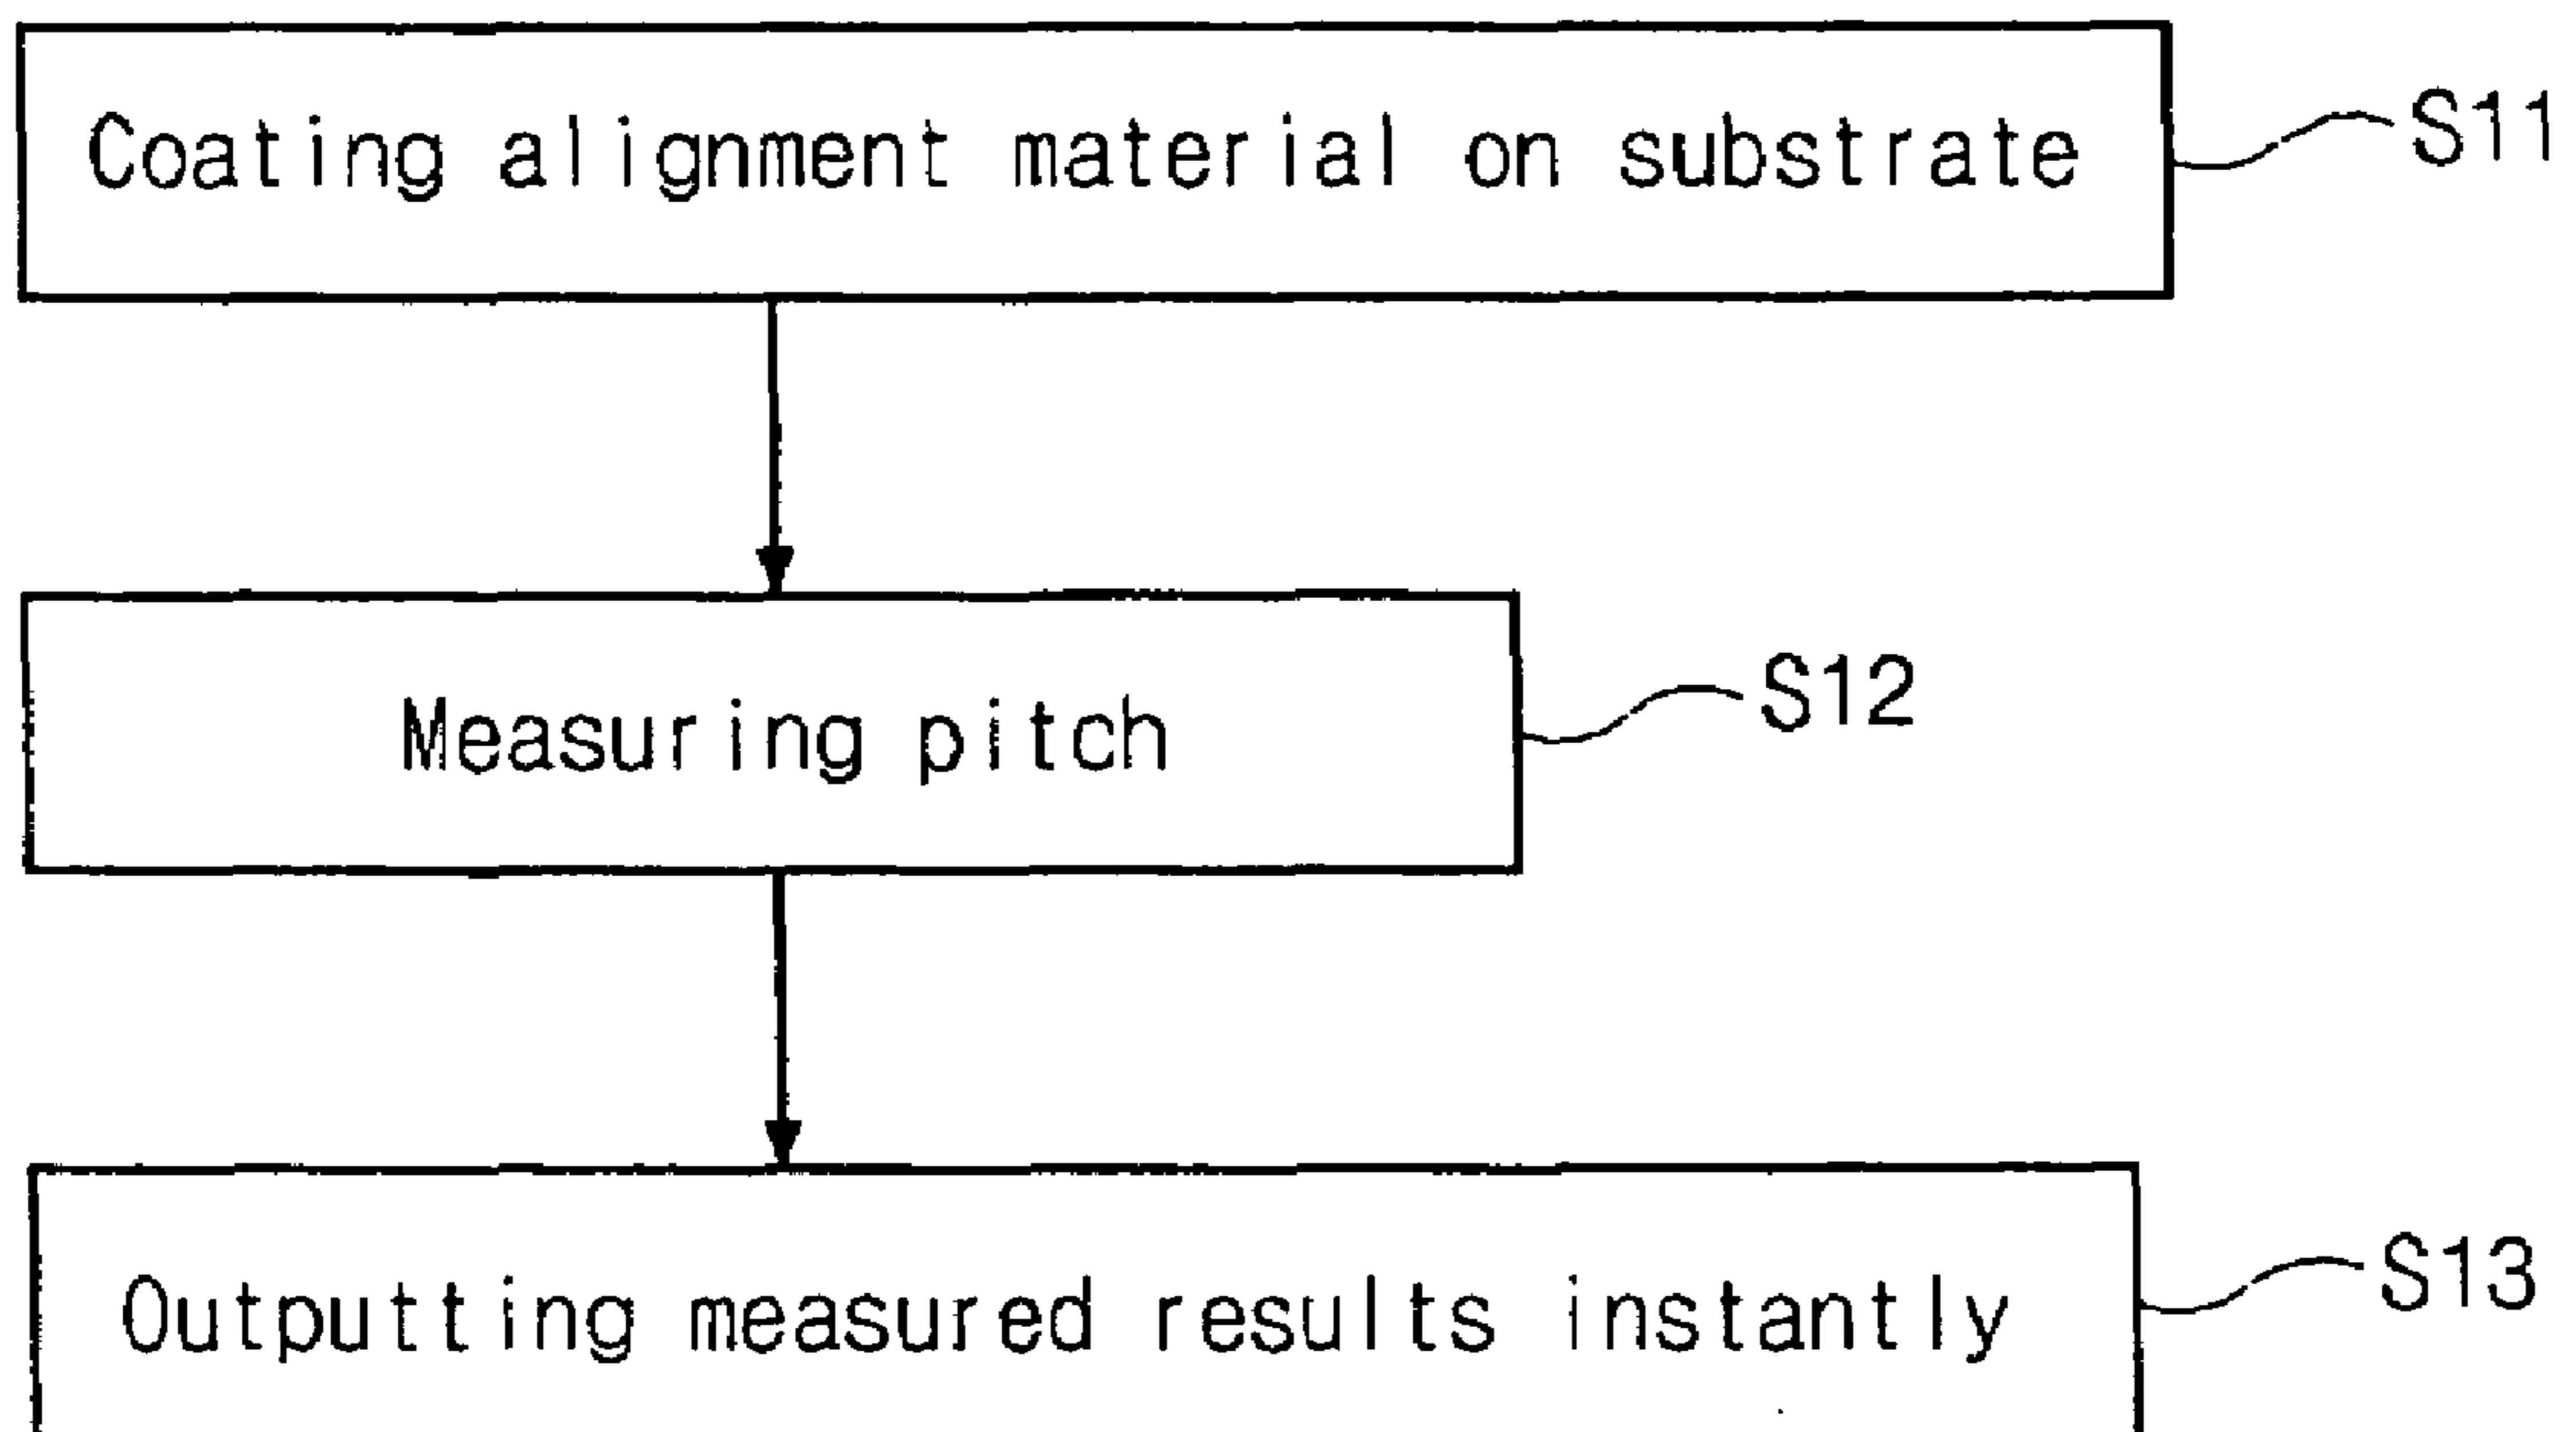 Coating alignment material on substrate
S11
Measuring pitch
S12
Outputting measured results instantly
S13